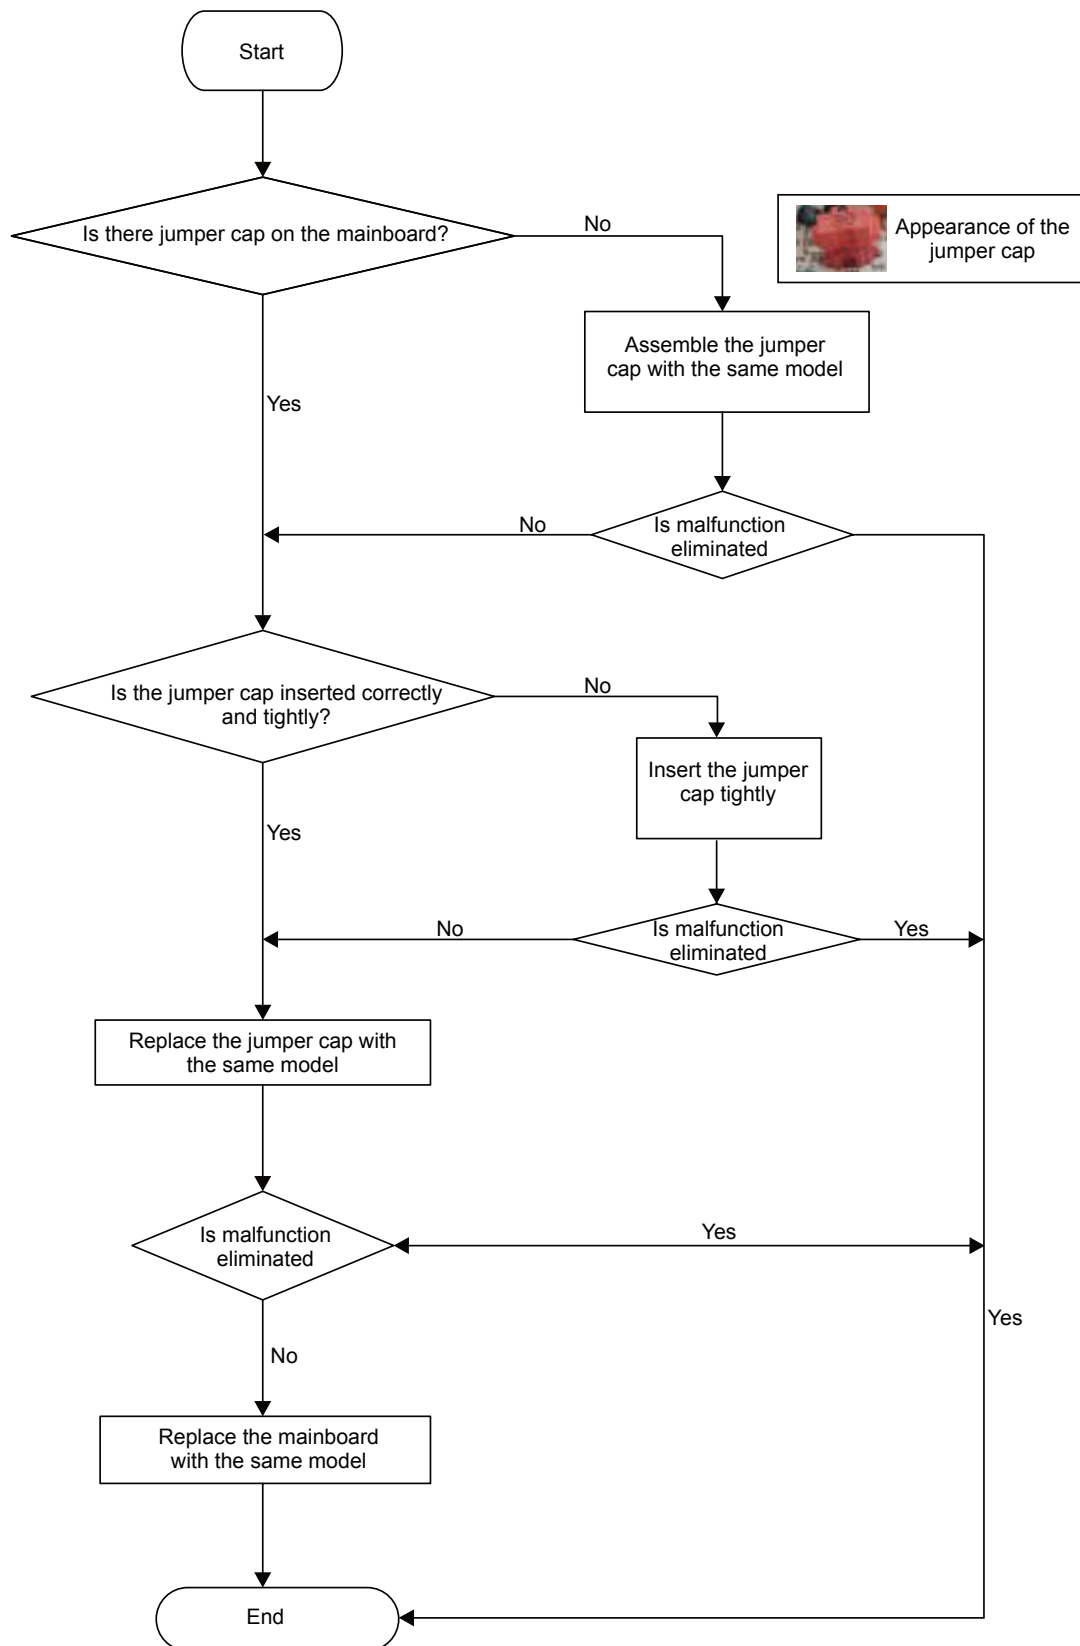 Start
Is there jumper cap on the mainboard?
No
Appearance of the
jumper cap
Assemble the jumper
cap with the same model
Yes
No
Is malfunction
eliminated
Is the jumper cap inserted correctly
and tightly?
No
Insert the jumper
cap tightly
Yes
No
Is malfunction
eliminated
Yes
Replace the jumper cap with
the same model
Is malfunction
eliminated
Yes
Yes
No
Replace the mainboard
with the same model
End